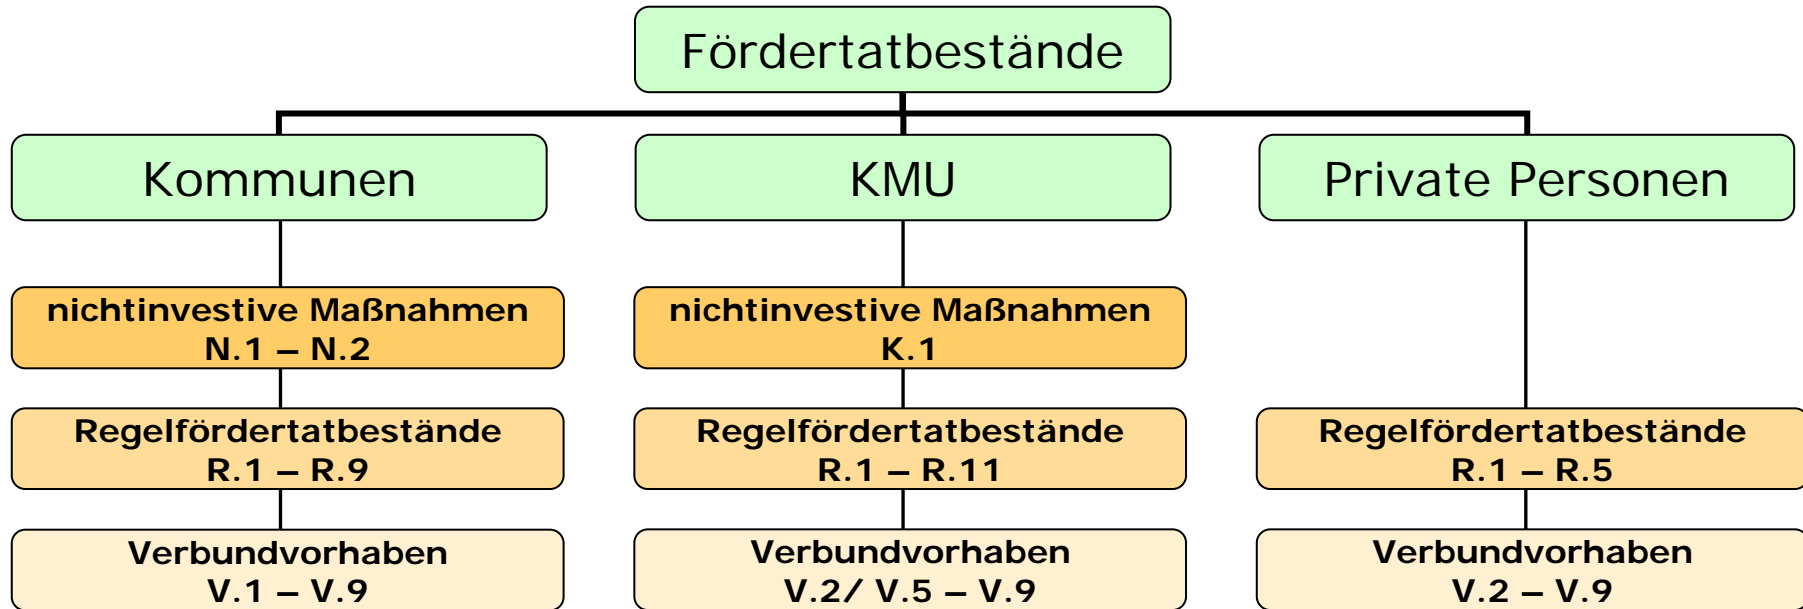 Fördertatbestände
Kommunen
KMU
Private Personen
nichtinvestive Maßnahmen
N.1 – N.2
nichtinvestive Maßnahmen
K.1
Regelfördertatbestände
R.1 – R.9
Regelfördertatbestände
R.1 – R.11
Regelfördertatbestände
R.1 – R.5
Verbundvorhaben
V.1 – V.9
Verbundvorhaben
V.2/ V.5 – V.9
Verbundvorhaben
V.2 – V.9